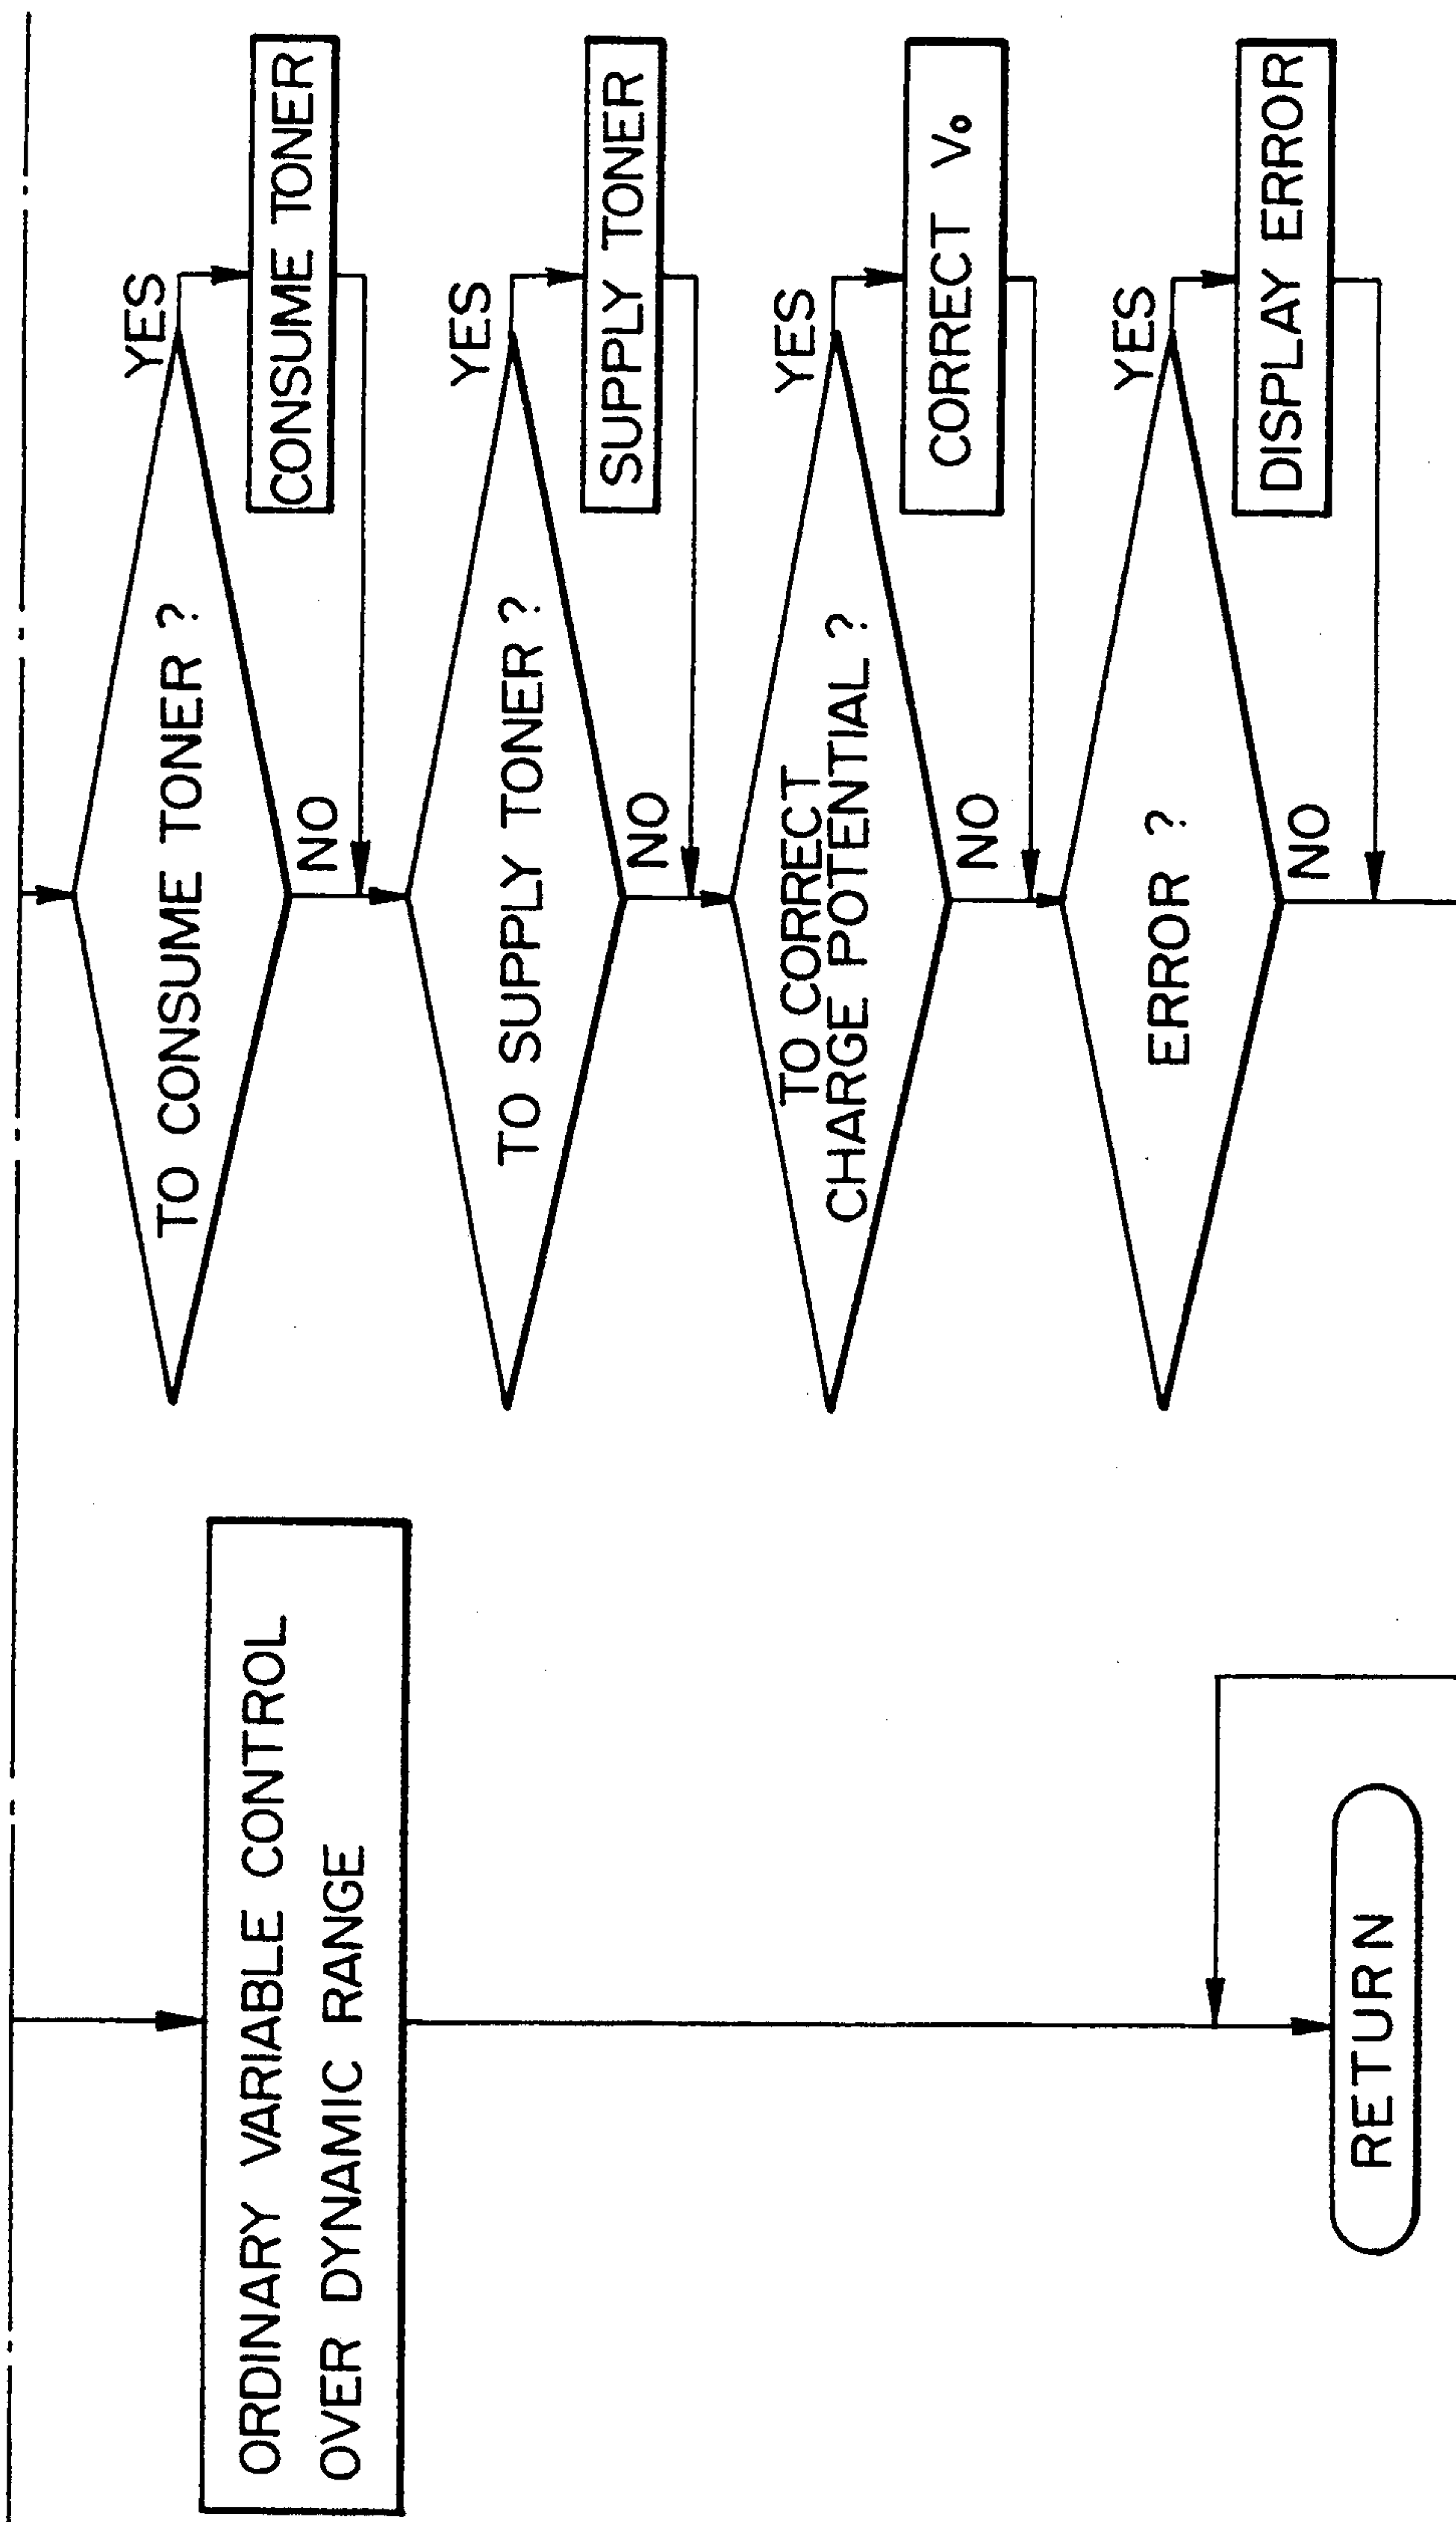 TO CONSUME TONER ?
YES
CONSUME TONER
NO
TO SUPPLY TONER ?
YES
SUPPLY TONER
NO
TO CORRECT
CHARGE POTENTIAL ?
YES
CORRECT V₀
NO
ERROR ?
YES
DISPLAY ERROR
NO
ORDINARY VARIABLE CONTROL
OVER DYNAMIC RANGE
RETURN